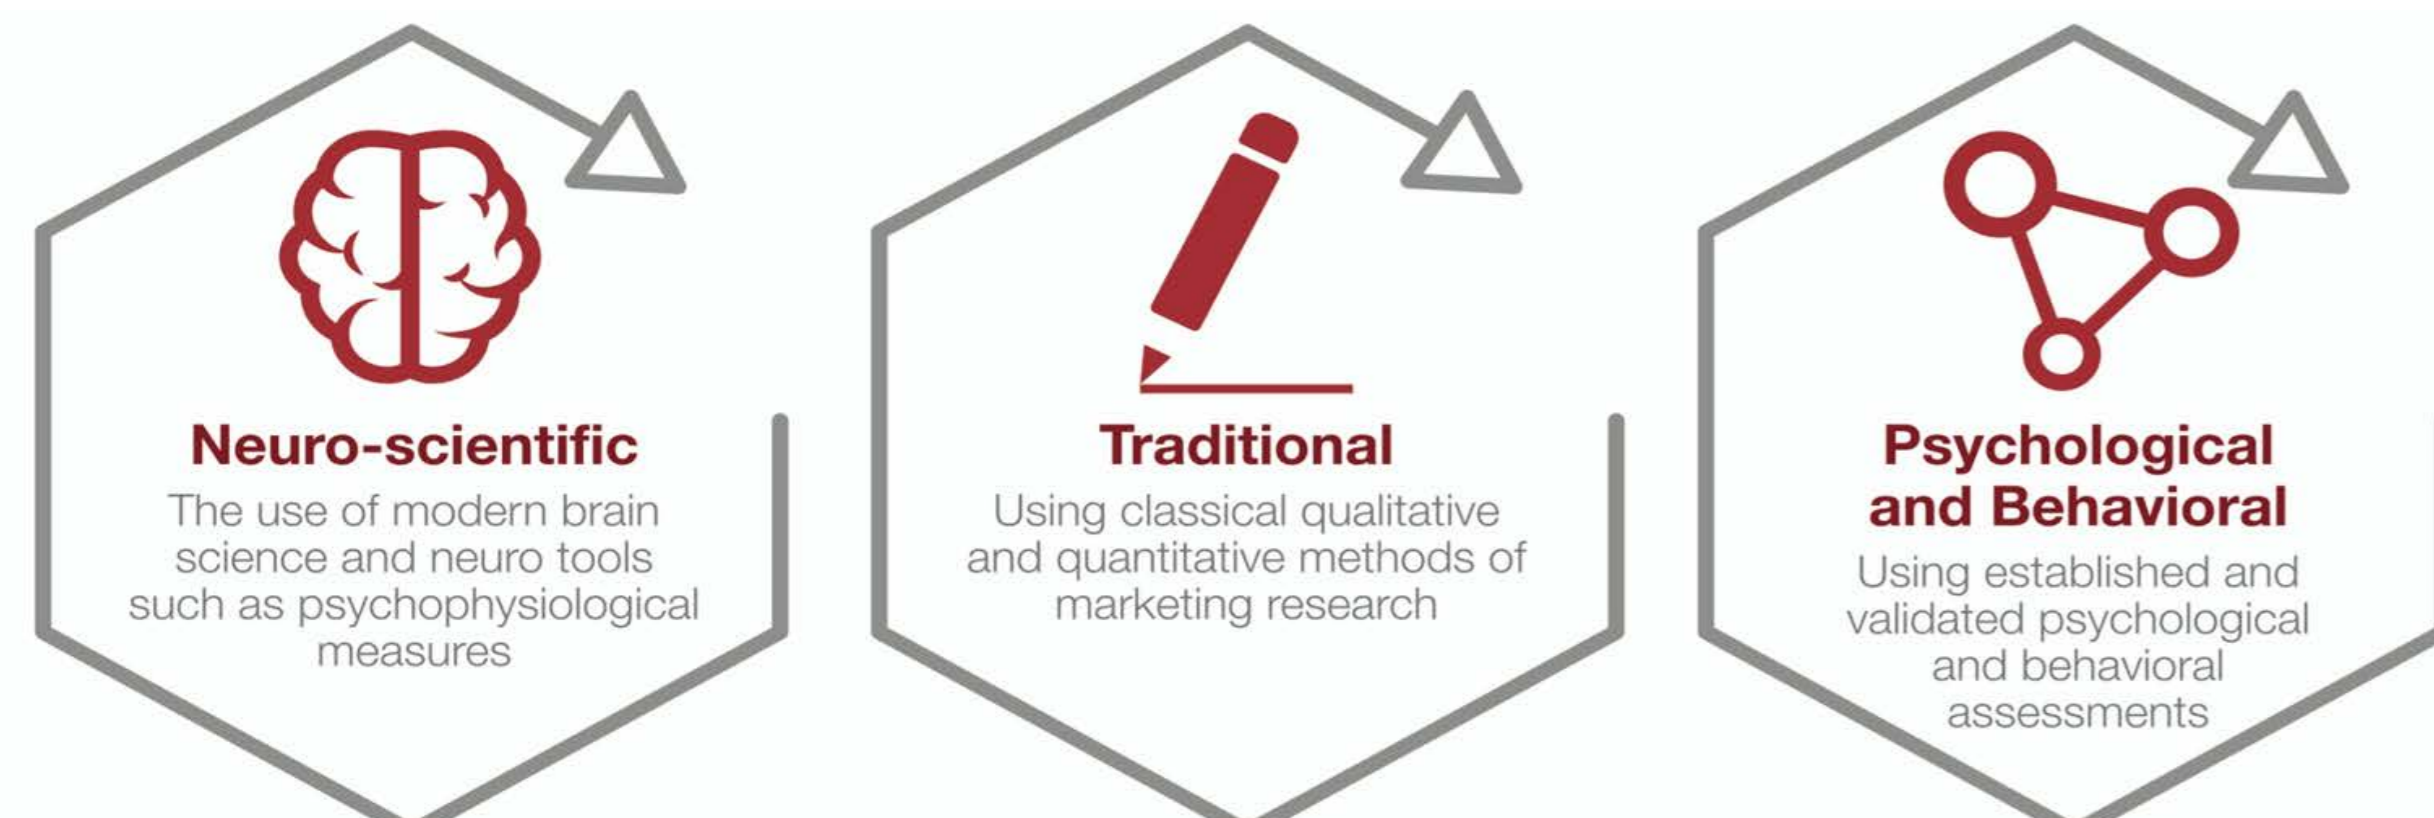 Neuro-scientific
The use of modern brain
science and neuro tools
such as psychophysiological
measures
Traditional
Using classical qualitative
and quantitative methods of
marketing research
Psychological
and Behavioral
Using established and
validated psychological
and behavioral
assessments